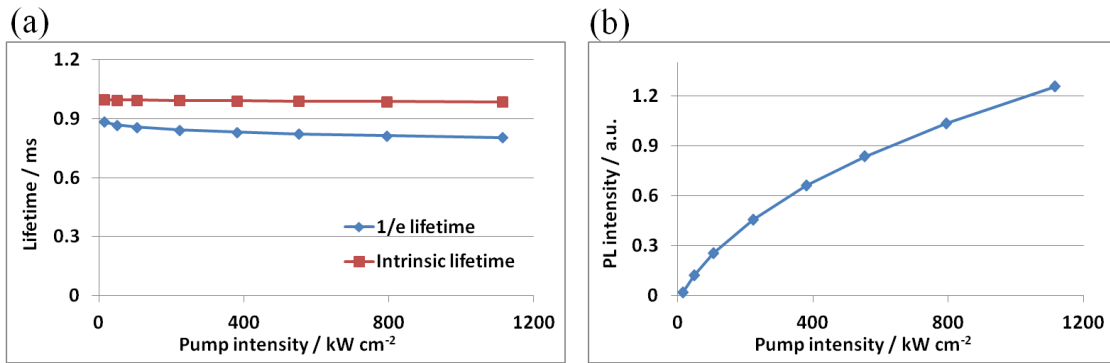 (a)
1.2
0.9
0.6
0.3
0
Lifetime / ms
1/e lifetime
Intrinsic lifetime
0 400 800 1200
Pump intensity / kW cm-2
(b)
1.2
0.9
0.6
0.3
0
PL intensity / a.u.
0 400 800 1200
Pump intensity / kW cm-2